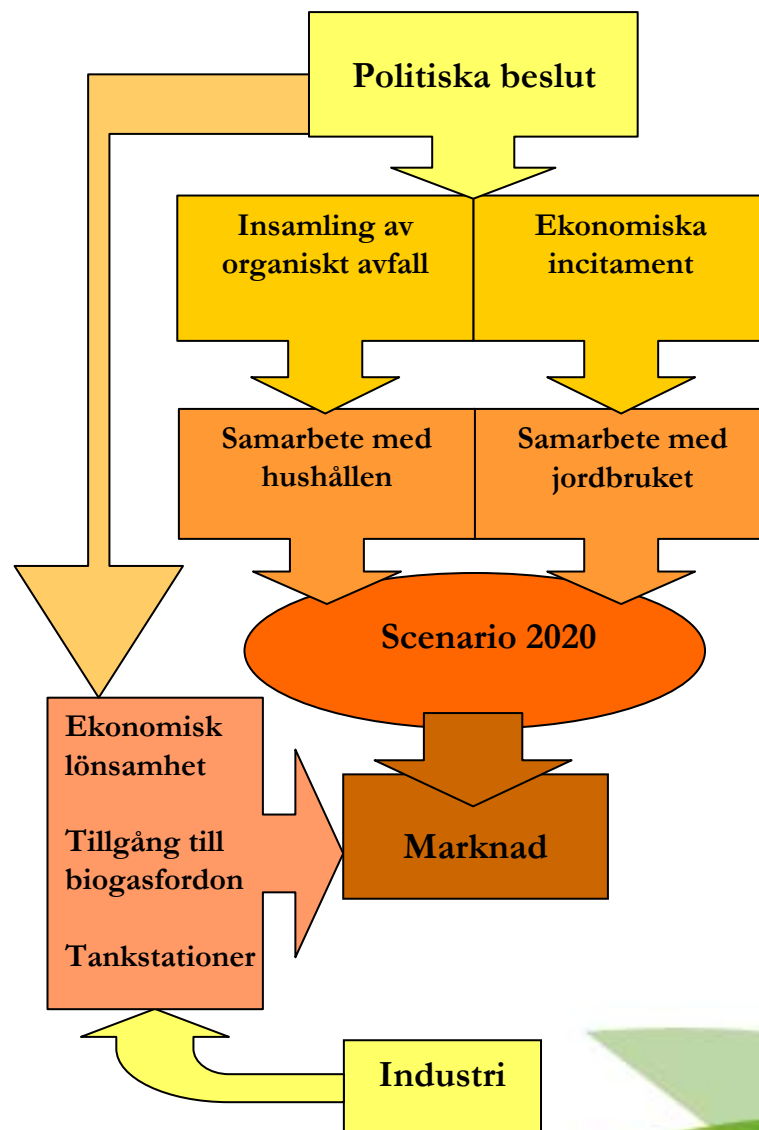 Politiska beslut
Insamling av
organiskt avfall
Ekonomiska
incitament
Samarbete med
hushållen
Samarbete med
jordbruket
Scenario 2020
Ekonomisk
lönsamhet
Tillgång till
biogasfordon
Tankstationer
Marknad
Industri